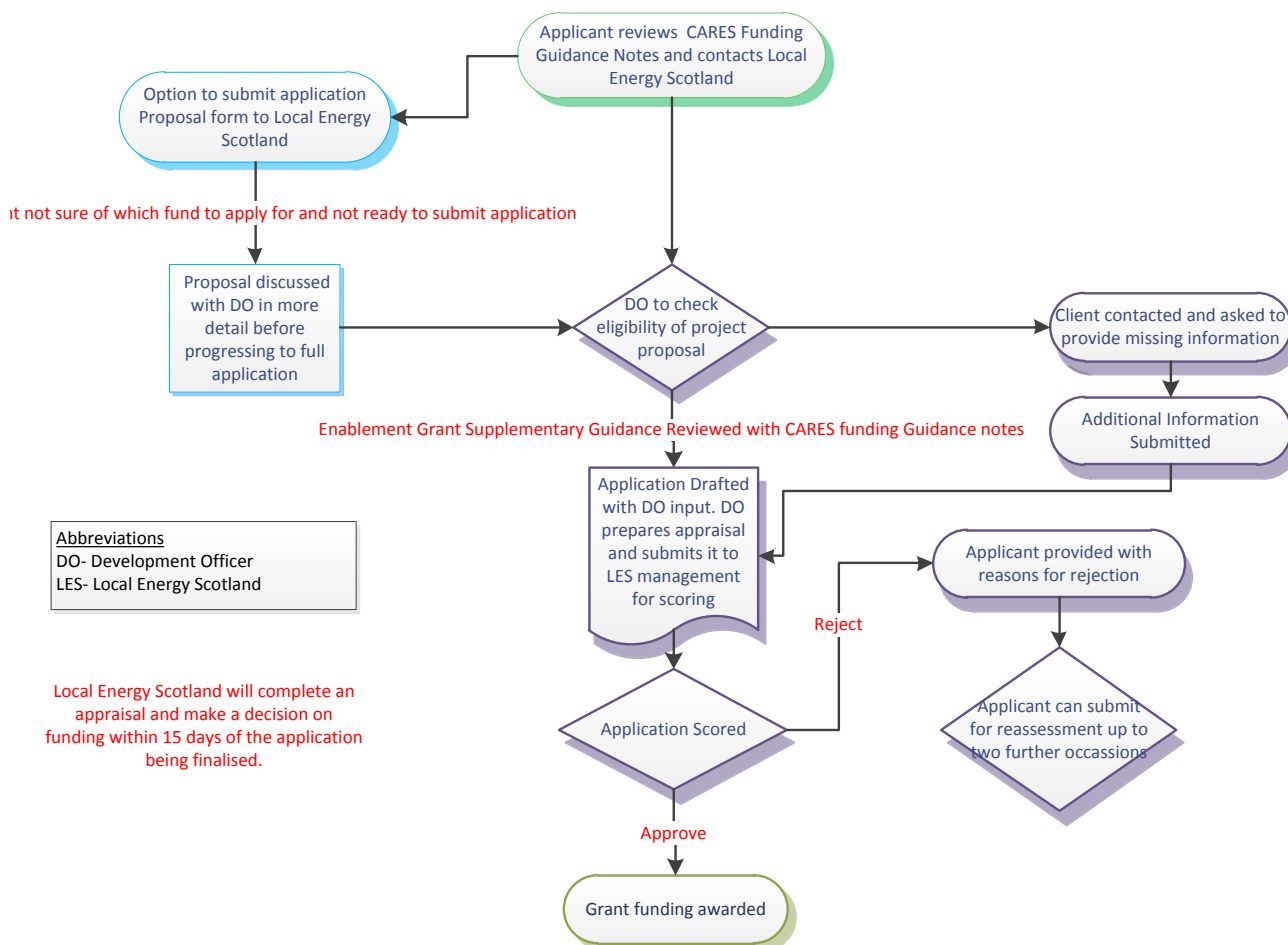 Applicant reviews CARES Funding
Guidance Notes and contacts Local
Energy Scotland
Option to submit application
Proposal form to Local Energy
Scotland
not sure of which fund to apply for and not ready to submit application
Proposal discussed
with DO in more
detail before
progressing to full
application
DO to check
eligibility of project
proposal
Client contacted and asked to
provide missing information
Additional Information
Submitted
Enablement Grant Supplementary Guidance Reviewed with CARES funding Guidance notes
Application Drafted
with DO input. DO
prepares appraisal
and submits it to
LES management
for scoring
Abbreviations
DO- Development Officer
LES- Local Energy Scotland
Applicant provided with
reasons for rejection
Reject
Local Energy Scotland will complete an
appraisal and make a decision on
funding within 15 days of the application
being finalised.
Application Scored
Applicant can submit
for reassessment up to
two further occassions
Approve
Grant funding awarded